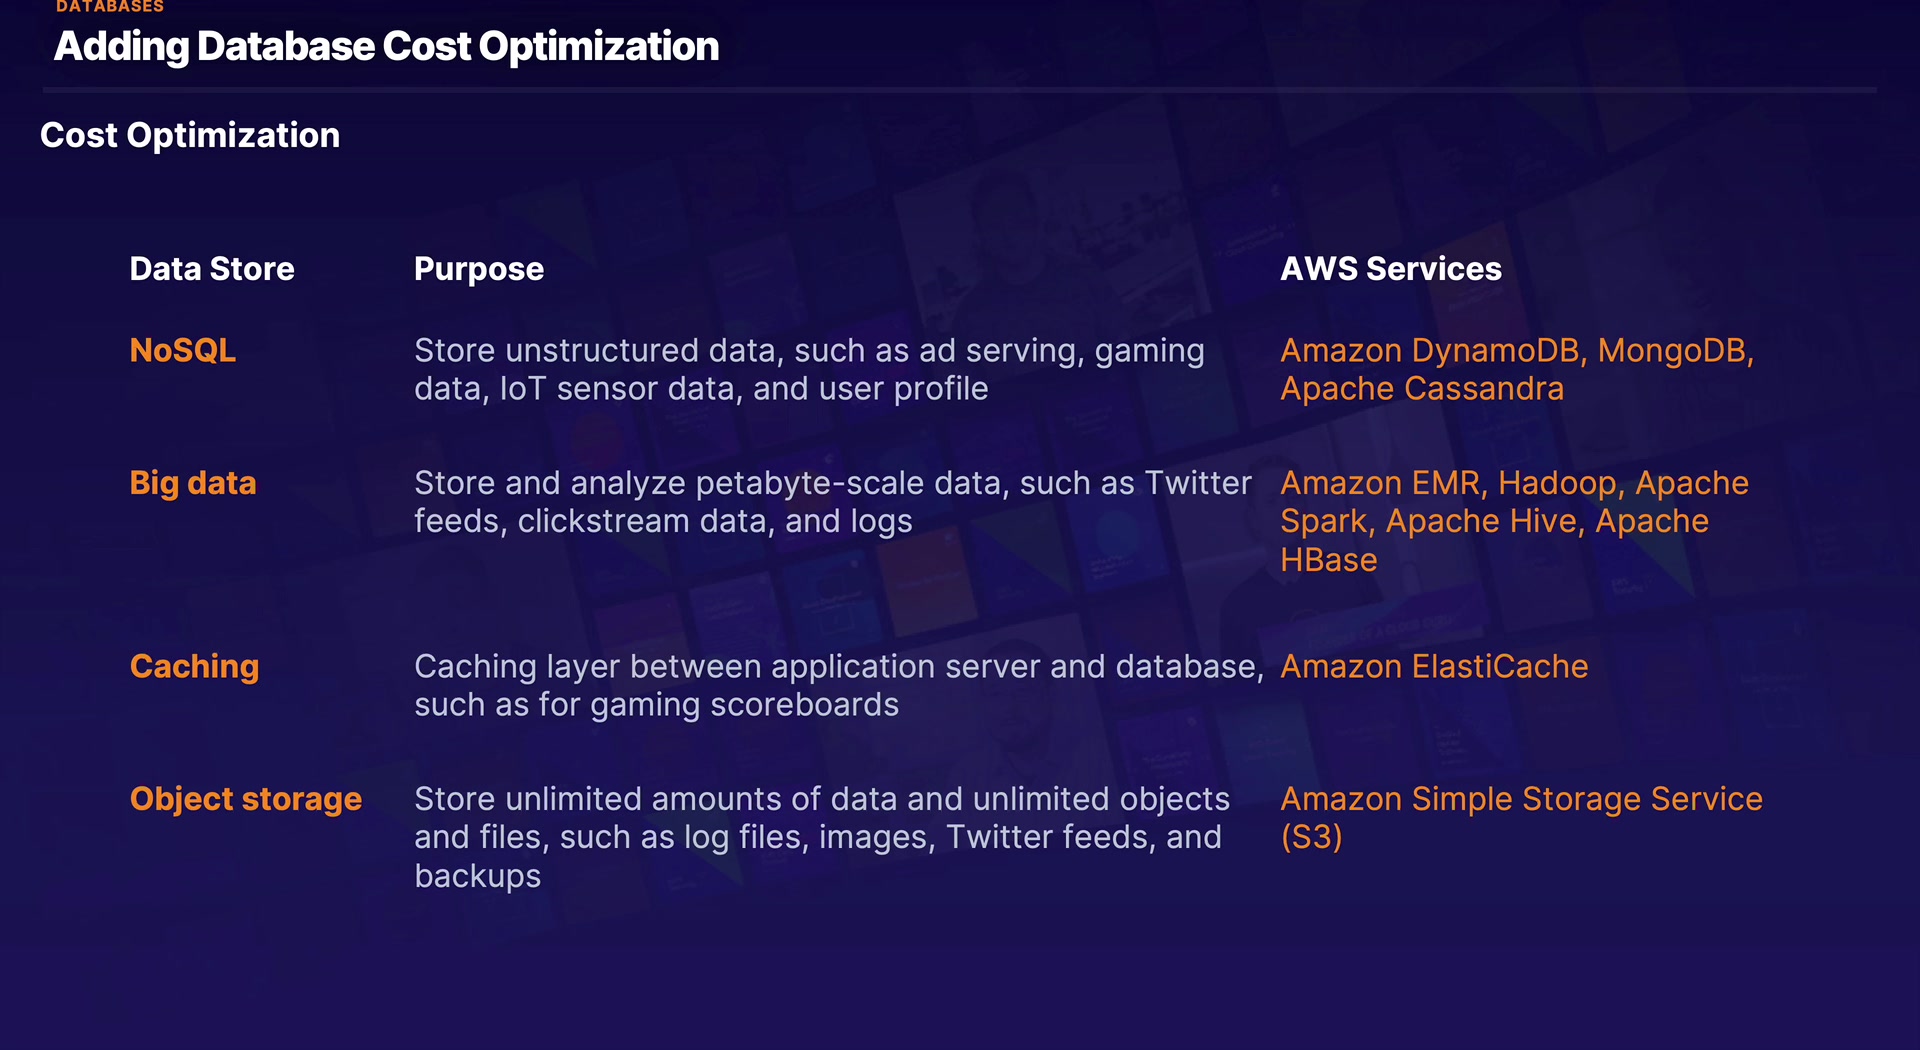 DATABASES
Adding Database Cost Optimization
Cost Optimization
Data Store
Purpose
AWS Services
NoSQL
Store unstructured data, such as ad serving, gaming
data, IoT sensor data, and user profile
Amazon DynamoDB, MongoDB,
Apache Cassandra
Big data
Store and analyze petabyte-scale data, such as Twitter
feeds, clickstream data, and logs
Amazon EMR, Hadoop, Apache
Spark, Apache Hive, Apache
HBase
Caching
Caching layer between application server and database,
such as for gaming scoreboards
Amazon ElastiCache
Object storage
Store unlimited amounts of data and unlimited objects
and files, such as log files, images, Twitter feeds, and
backups
Amazon Simple Storage Service
(S3)